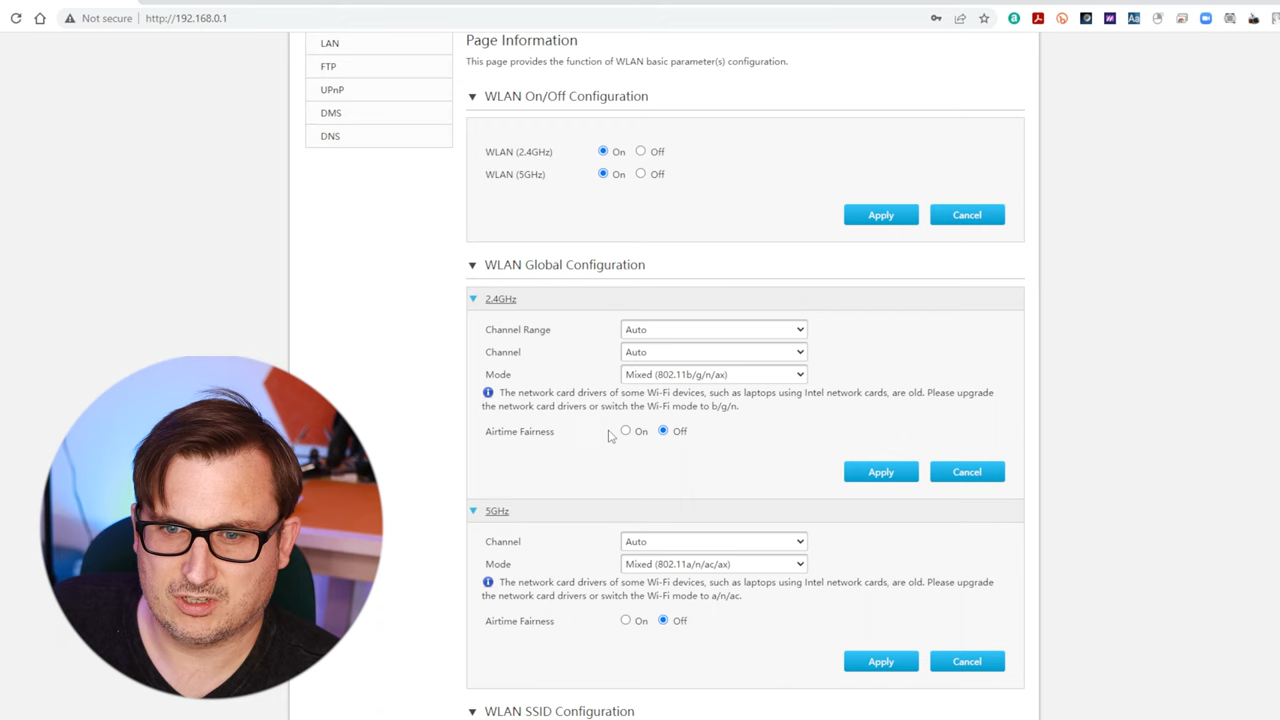 Not secure
http://192.168.0.1
LAN
FTP
UPnP
DMS
DNS
Page Information
This page provides the function of WLAN basic parameter(s) configuration.
WLAN On/Off Configuration
WLAN (2.4GHz) On Off
WLAN (5GHz) On Off
Apply Cancel
WLAN Global Configuration
2.4GHz
Channel Range Auto
Channel Auto
Mode Mixed (802.11b/g/n/ax)
The network card drivers of some Wi-Fi devices, such as laptops using Intel network cards, are old. Please upgrade
the network card drivers or switch the Wi-Fi mode to b/g/n.
Airtime Fairness On Off
Apply Cancel
5GHz
Channel Auto
Mode Mixed (802.11a/n/ac/ax)
The network card drivers of some Wi-Fi devices, such as laptops using Intel network cards, are old. Please upgrade
the network card drivers or switch the Wi-Fi mode to a/n/ac.
Airtime Fairness On Off
Apply Cancel
WLAN SSID Configuration